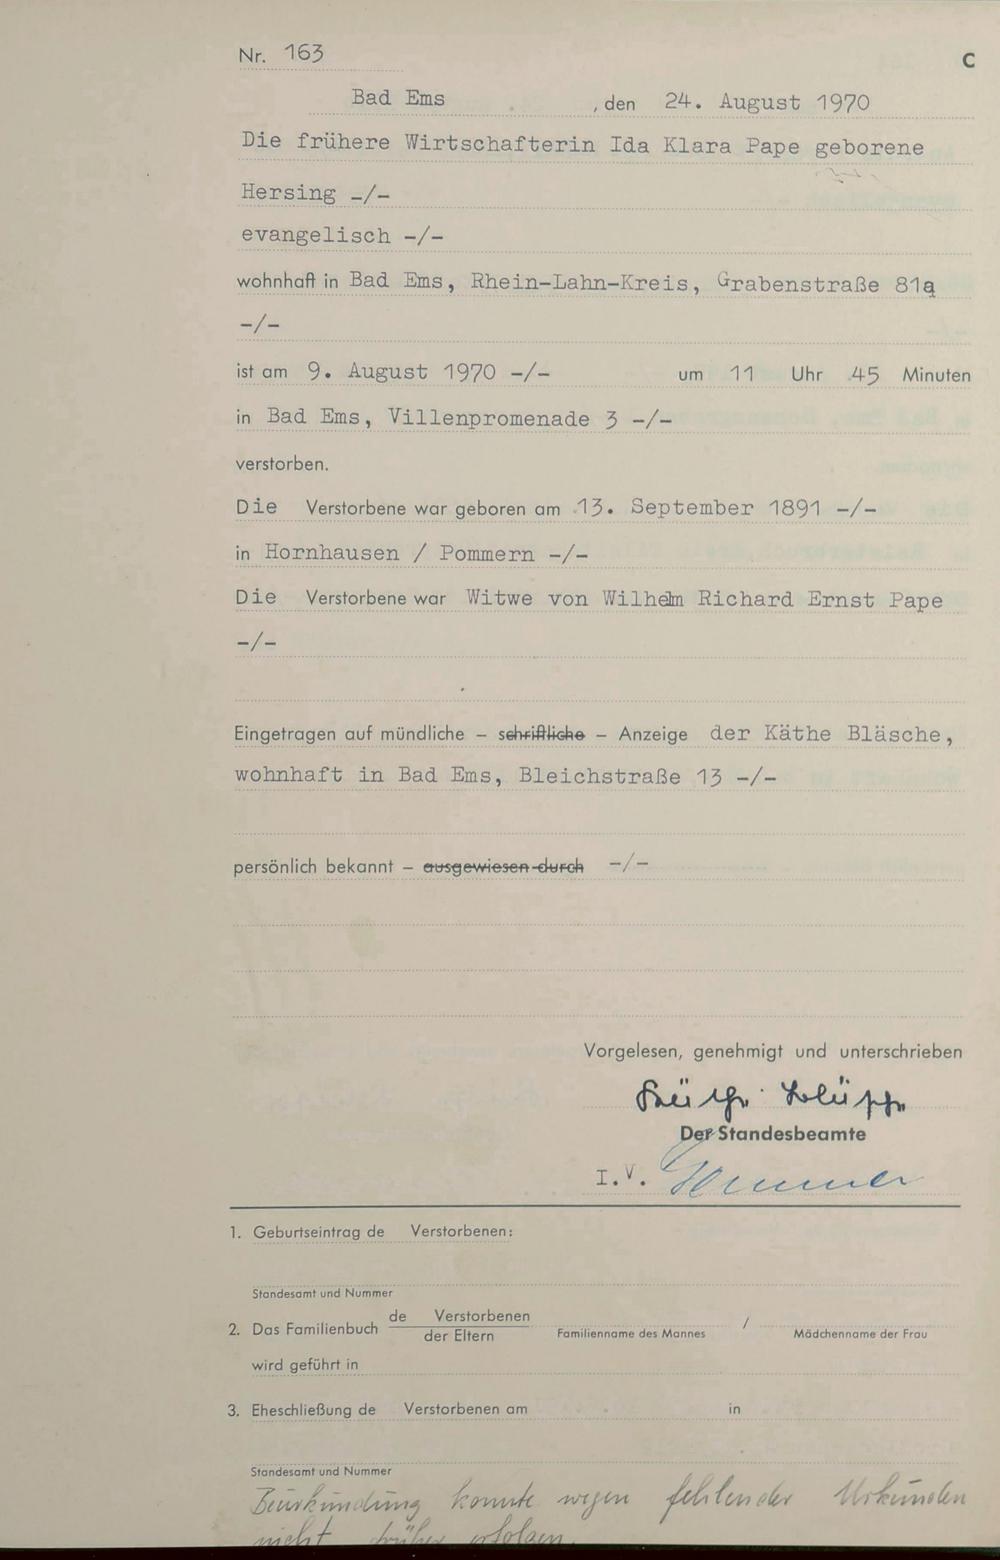 Nr. 163
C
Bad Ems , den 24. August 1970
Die frühere Wirtschafterin Ida Klara Pape geborene
Hersing -/-
evangelisch -/-
wohnhaft in Bad Ems, Rhein-Lahn-Kreis, Grabenstraße 81a
-/-
ist am 9. August 1970 -/- um 11 Uhr 45 Minuten
in Bad Ems, Villenpromenade 3 -/-
verstorben.
Die Verstorbene war geboren am 13. September 1891 -/-
in Hornhausen / Pommern -/-
Die Verstorbene war Witwe von Wilhelm Richard Ernst Pape
-/-
Eingetragen auf mündliche – schriftliche – Anzeige der Käthe Bläsche,
wohnhaft in Bad Ems, Bleichstraße 13 -/-
persönlich bekannt – ausgewiesen durch -/-
Vorgelesen, genehmigt und unterschrieben
Der Standesbeamte
I.V.
1. Geburtseintrag de Verstorbenen:
Standesamt und Nummer
2. Das Familienbuch de Verstorbenen / der Eltern Familienname des Mannes / Mädchenname der Frau
wird geführt in
3. Eheschließung de Verstorbenen am in
Standesamt und Nummer
Beurkundung konnte wegen fehlender Urkunden
nicht früher erfolgen.